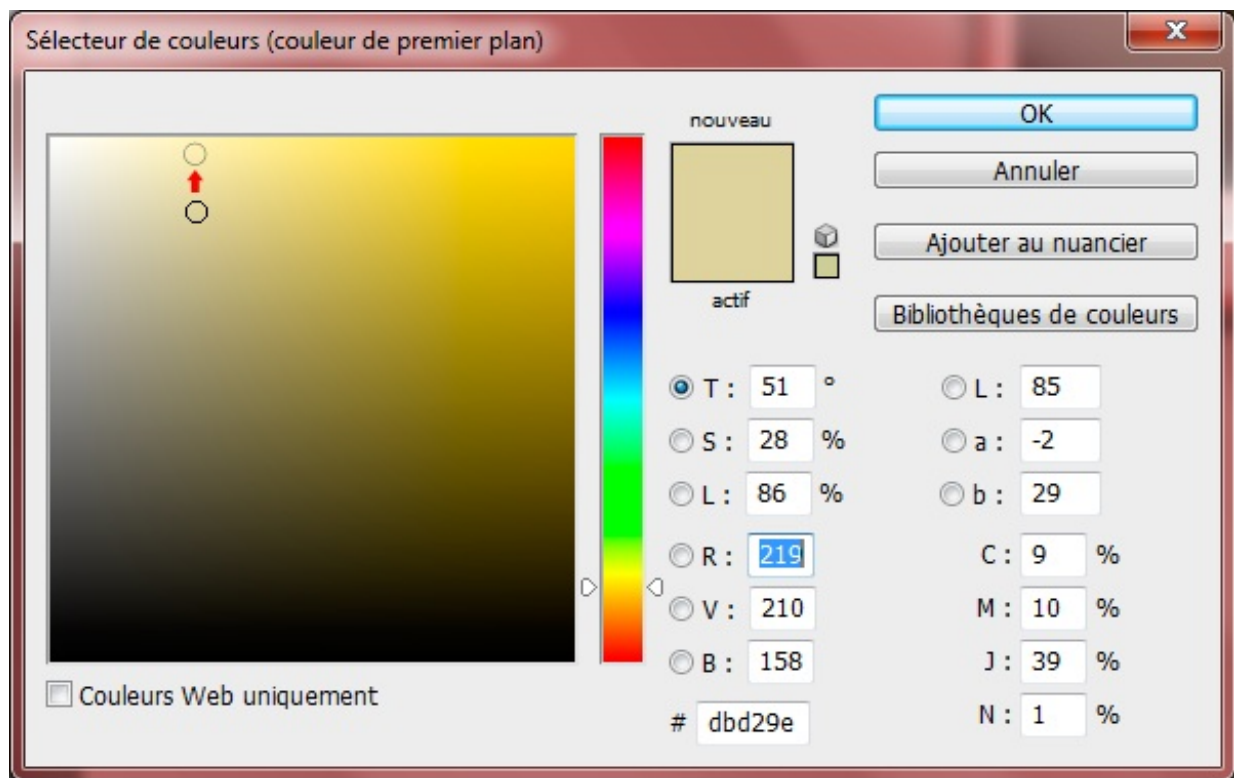 Sélecteur de couleurs (couleur de premier plan)
nouveau
actif
OK
Annuler
Ajouter au nuancier
Bibliothèques de couleurs
T : 51 °
S : 28 %
L : 86 %
R : 219
V : 210
B : 158
# dbd29e
L : 85
a : -2
b : 29
C : 9 %
M : 10 %
J : 39 %
N : 1 %
Couleurs Web uniquement